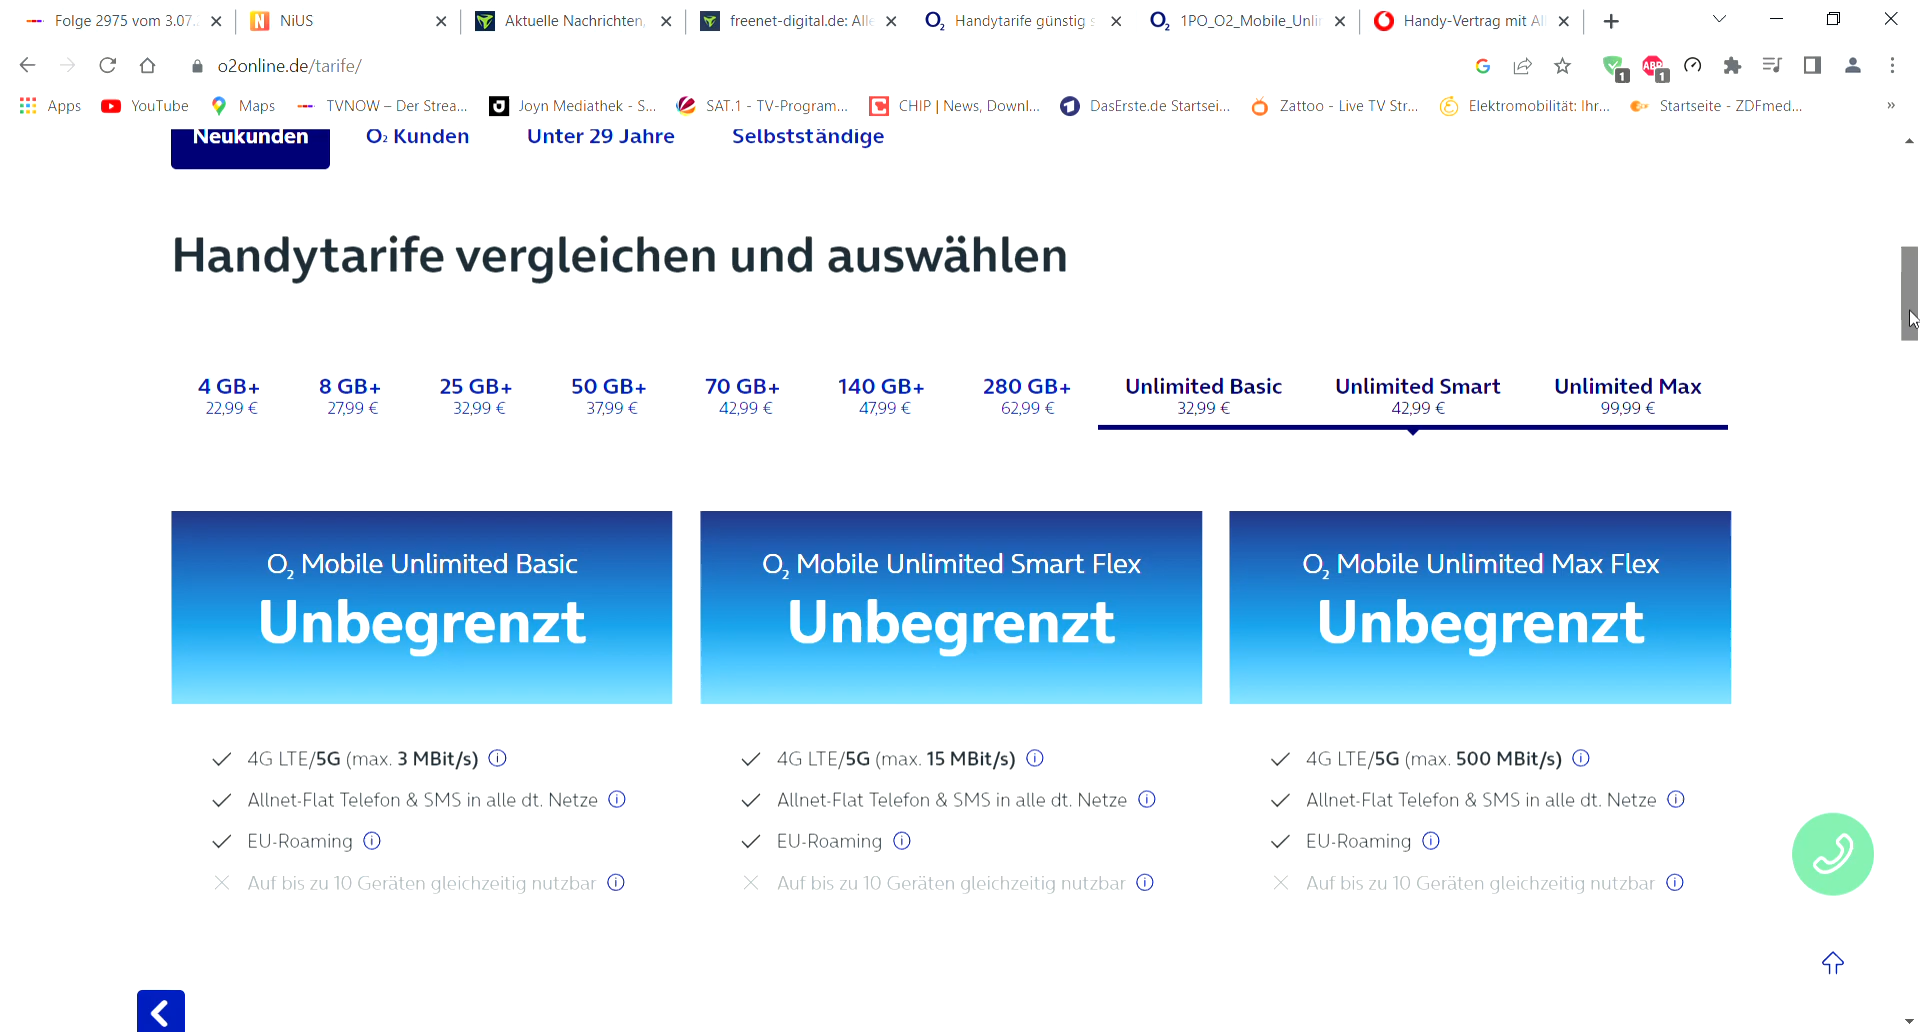 Folge 2975 vom 3.07.
NiUS
Aktuelle Nachrichten,
freenet-digital.de: Alle
O2 Handytarife günstig s
O2 1PO_O2_Mobile_Unli
Handy-Vertrag mit Al
o2online.de/tarife/
1
ABP 1
Apps
YouTube
Maps
TVNOW – Der Strea...
Joyn Mediathek - S...
SAT.1 - TV-Program...
CHIP | News, Downl...
DasErste.de Startsei...
Zattoo - Live TV Str...
Elektromobilität: Ihr...
Startseite - ZDFmed...
»
Neukunden
O₂ Kunden
Unter 29 Jahre
Selbstständige
Handytarife vergleichen und auswählen
4 GB+
22,99 €
8 GB+
27,99 €
25 GB+
32,99 €
50 GB+
37,99 €
70 GB+
42,99 €
140 GB+
47,99 €
280 GB+
62,99 €
Unlimited Basic
32,99 €
Unlimited Smart
42,99 €
Unlimited Max
99,99 €
O₂ Mobile Unlimited Basic
Unbegrenzt
4G LTE/5G (max. 3 MBit/s)
Allnet-Flat Telefon & SMS in alle dt. Netze
EU-Roaming
Auf bis zu 10 Geräten gleichzeitig nutzbar
O₂ Mobile Unlimited Smart Flex
Unbegrenzt
4G LTE/5G (max. 15 MBit/s)
Allnet-Flat Telefon & SMS in alle dt. Netze
EU-Roaming
Auf bis zu 10 Geräten gleichzeitig nutzbar
O₂ Mobile Unlimited Max Flex
Unbegrenzt
4G LTE/5G (max. 500 MBit/s)
Allnet-Flat Telefon & SMS in alle dt. Netze
EU-Roaming
Auf bis zu 10 Geräten gleichzeitig nutzbar